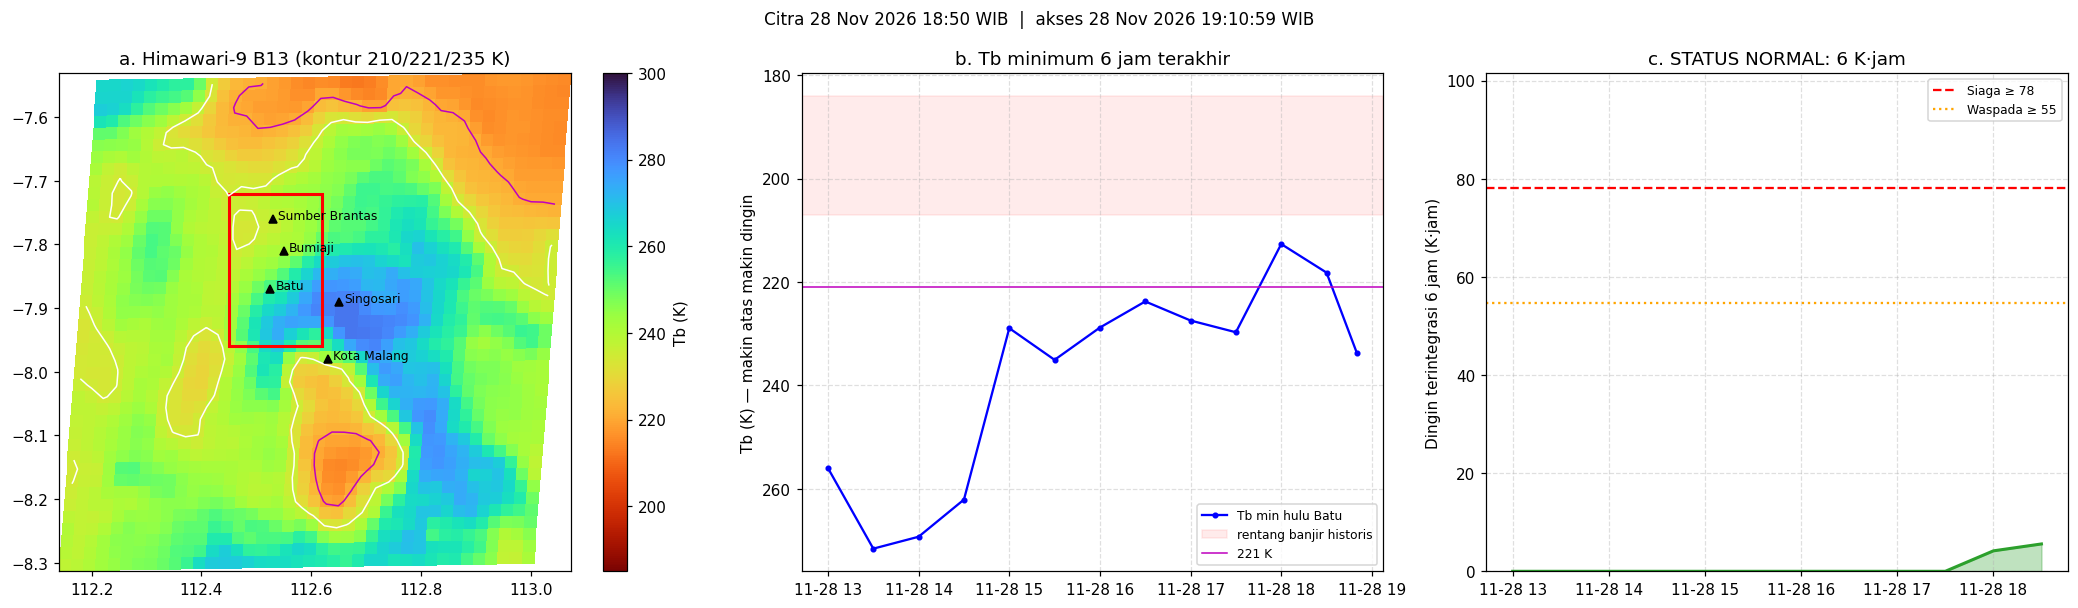 Citra 28 Nov 2026 18:50 WIB | akses 28 Nov 2026 19:10:59 WIB
a. Himawari-9 B13 (kontur 210/221/235 K)
−7.6
−7.7
−7.8
−7.9
−8.0
−8.1
−8.2
−8.3
112.2
112.4
112.6
112.8
113.0
Sumber Brantas
Bumiaji
Batu
Singosari
Kota Malang
300
280
260
240
220
200
Tb (K)
b. Tb minimum 6 jam terakhir
Tb (K) — makin atas makin dingin
180
200
220
240
260
Tb min hulu Batu
rentang banjir historis
221 K
11-28 13
11-28 14
11-28 15
11-28 16
11-28 17
11-28 18
11-28 19
c. STATUS NORMAL: 6 K·jam
Dingin terintegrasi 6 jam (K·jam)
100
80
60
40
20
0
Siaga ≥ 78
Waspada ≥ 55
11-28 13
11-28 14
11-28 15
11-28 16
11-28 17
11-28 18